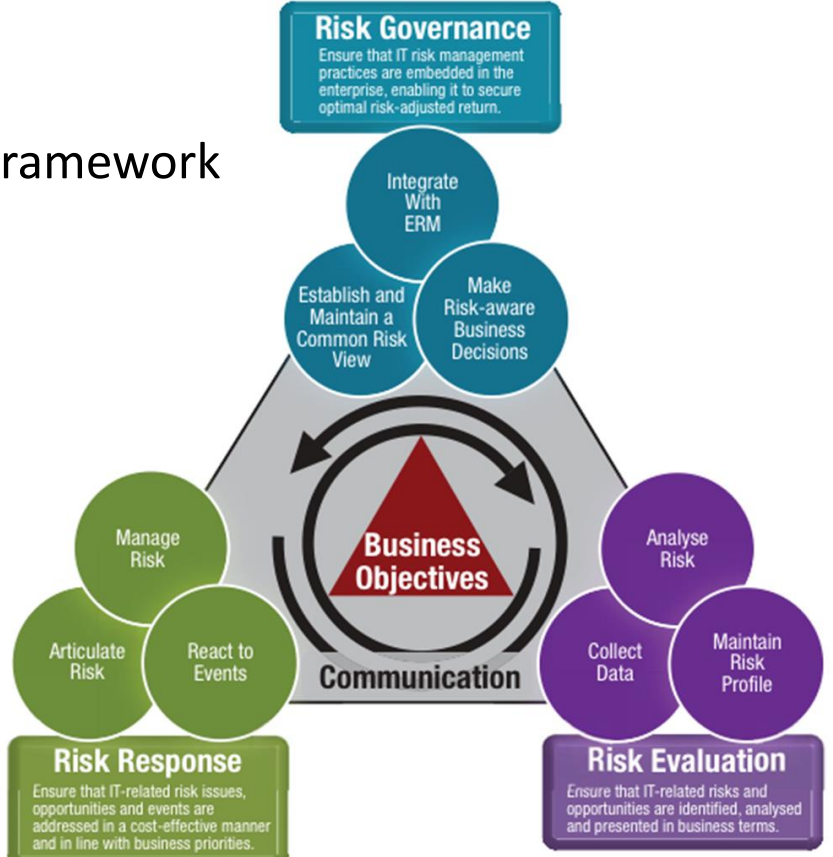 Risk Governance
Ensure that IT risk management
practices are embedded in the
enterprise, enabling it to secure
optimal risk-adjusted return.
ramework
Integrate
With
ERM
Establish and
Maintain a
Common Risk
View
Make
Risk-aware
Business
Decisions
Business
Objectives
Communication
Manage
Risk
Articulate
Risk
React to
Events
Analyse
Risk
Collect
Data
Maintain
Risk
Profile
Risk Response
Ensure that IT-related risk issues,
opportunities and events are
addressed in a cost-effective manner
and in line with business priorities.
Risk Evaluation
Ensure that IT-related risks and
opportunities are identified, analysed
and presented in business terms.